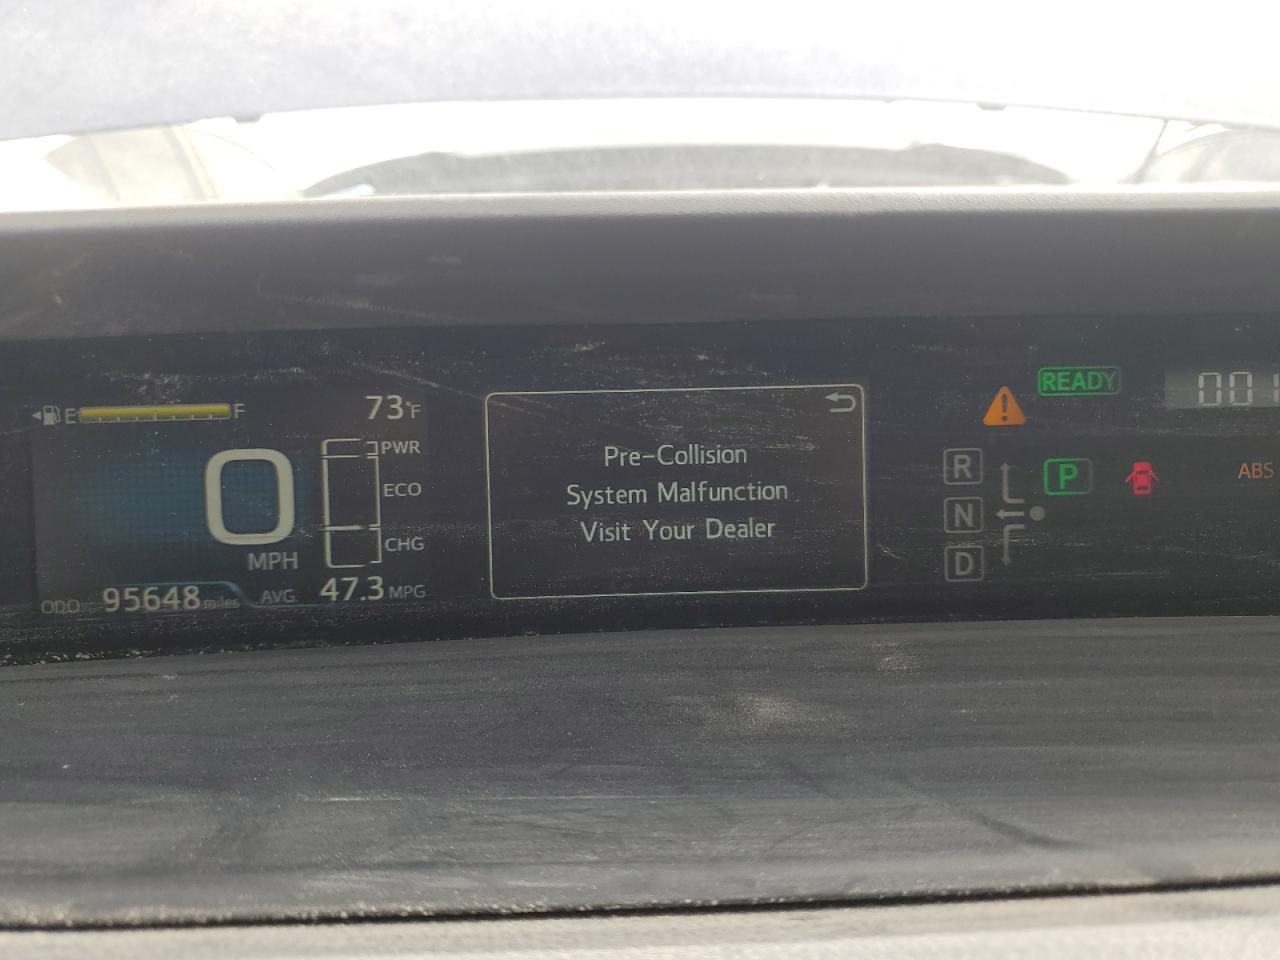 E F
73°F
0
MPH
PWR
ECO
CHG
ODO 95648 miles AVG 47.3 MPG
Pre-Collision
System Malfunction
Visit Your Dealer
READY
001
R
N
D
P
ABS